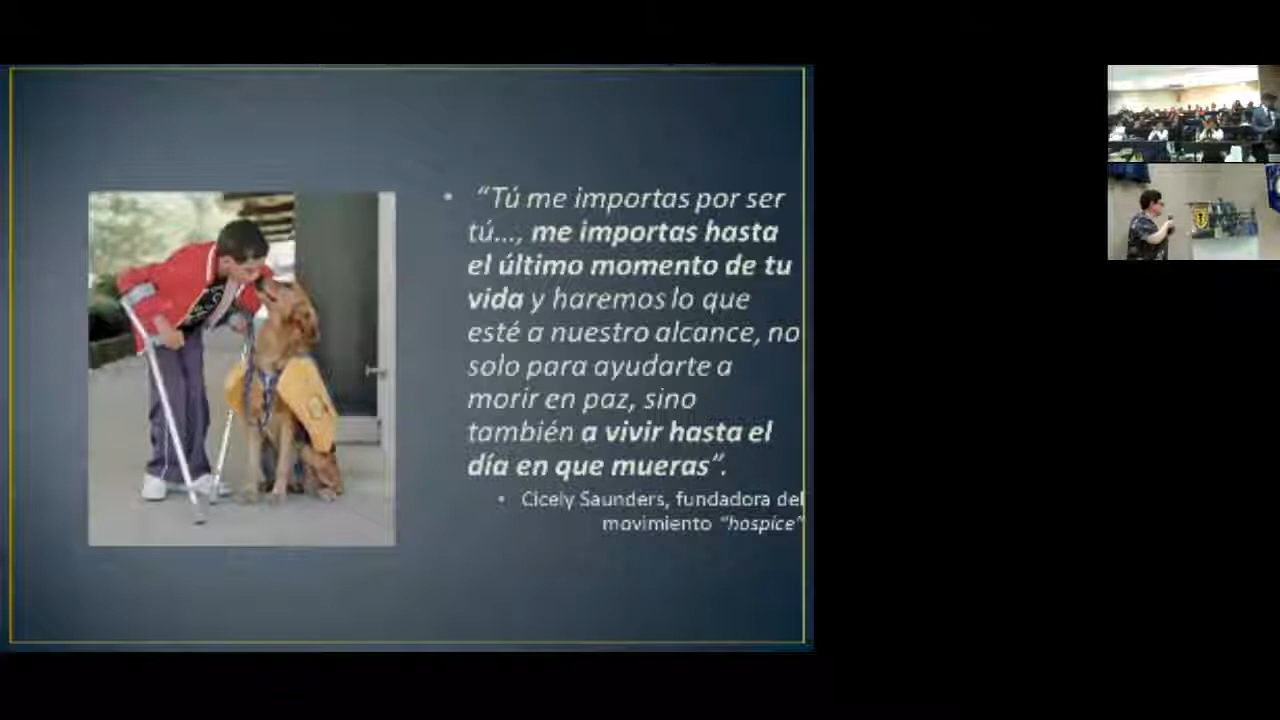 • “Tú me importas por ser
tú..., me importas hasta
el último momento de tu
vida y haremos lo que
esté a nuestro alcance, no
solo para ayudarte a
morir en paz, sino
también a vivir hasta el
día en que mueras”.
• Cicely Saunders, fundadora del
movimiento “hospice”